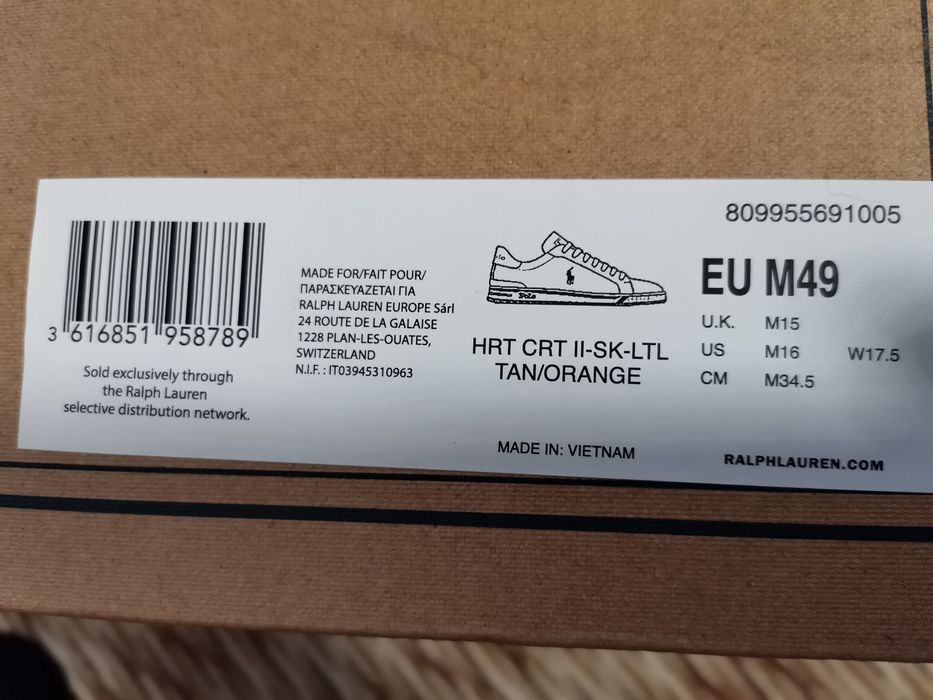 809955691005
3 616851 958789
Sold exclusively through
the Ralph Lauren
selective distribution network.
MADE FOR/FAIT POUR/
ΠΑΡΑΣΚΕΥΑΖΕΤΑΙ ΓΙΑ
RALPH LAUREN EUROPE Sárl
24 ROUTE DE LA GALAISE
1228 PLAN-LES-OUATES,
SWITZERLAND
N.I.F. : IT03945310963
Polo
HRT CRT II-SK-LTL
TAN/ORANGE
MADE IN: VIETNAM
EU M49
U.K. M15
US M16 W17.5
CM M34.5
RALPHLAUREN.COM